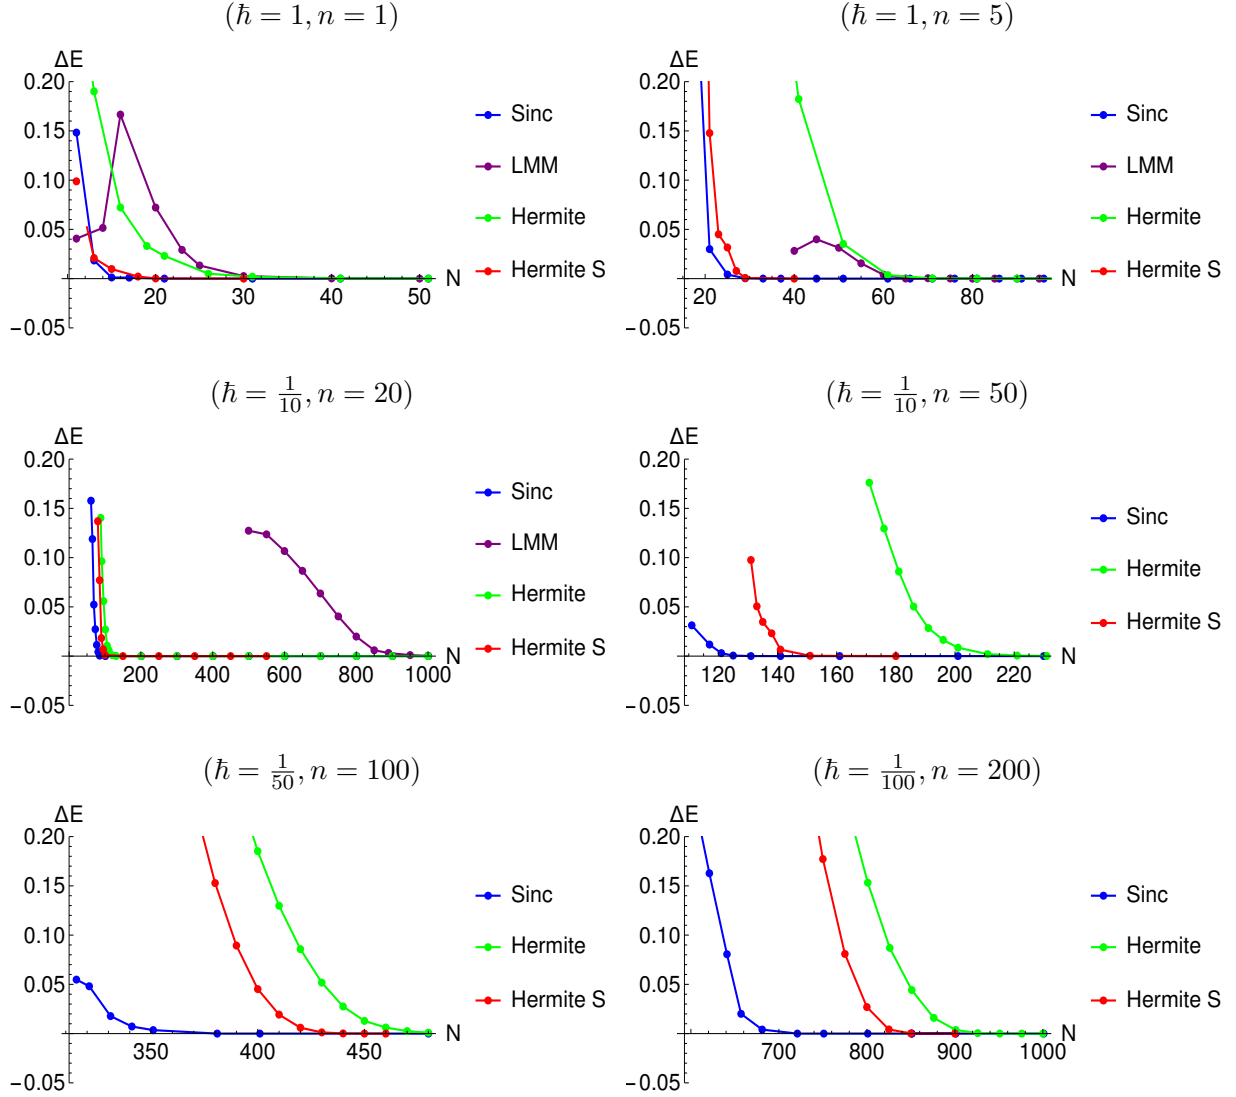 (ħ = 1, n = 1)
ΔE
0.20
0.15
0.10
0.05
−0.05
20 30 40 50 N
Sinc
LMM
Hermite
Hermite S
(ħ = 1, n = 5)
ΔE
0.20
0.15
0.10
0.05
−0.05
20 40 60 80 N
Sinc
LMM
Hermite
Hermite S
(ħ = 1/10, n = 20)
ΔE
0.20
0.15
0.10
0.05
−0.05
200 400 600 800 1000 N
Sinc
LMM
Hermite
Hermite S
(ħ = 1/10, n = 50)
ΔE
0.20
0.15
0.10
0.05
−0.05
120 140 160 180 200 220 N
Sinc
Hermite
Hermite S
(ħ = 1/50, n = 100)
ΔE
0.20
0.15
0.10
0.05
−0.05
350 400 450 N
Sinc
Hermite
Hermite S
(ħ = 1/100, n = 200)
ΔE
0.20
0.15
0.10
0.05
−0.05
700 800 900 1000 N
Sinc
Hermite
Hermite S